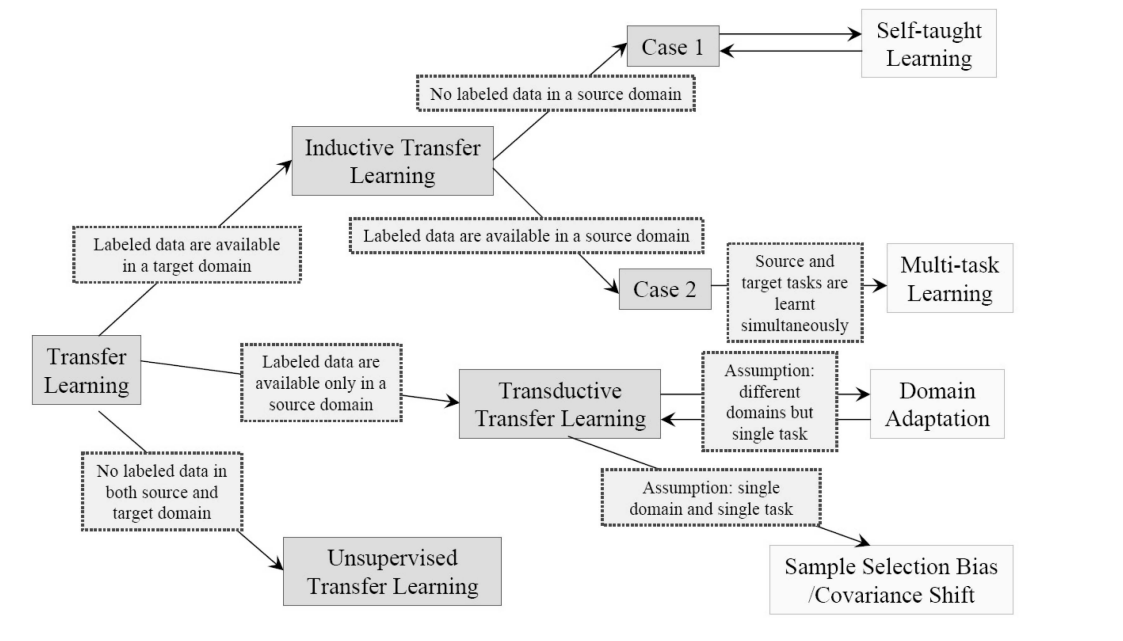 Self-taught
Learning
Case 1
No labeled data in a source domain
Inductive Transfer
Learning
Labeled data are available
in a target domain
Labeled data are available in a source domain
Case 2
Source and
target tasks are
learnt
simultaneously
Multi-task
Learning
Transfer
Learning
Labeled data are
available only in a
source domain
Transductive
Transfer Learning
Assumption:
different
domains but
single task
Domain
Adaptation
No labeled data in
both source and
target domain
Assumption: single
domain and single task
Unsupervised
Transfer Learning
Sample Selection Bias
/Covariance Shift